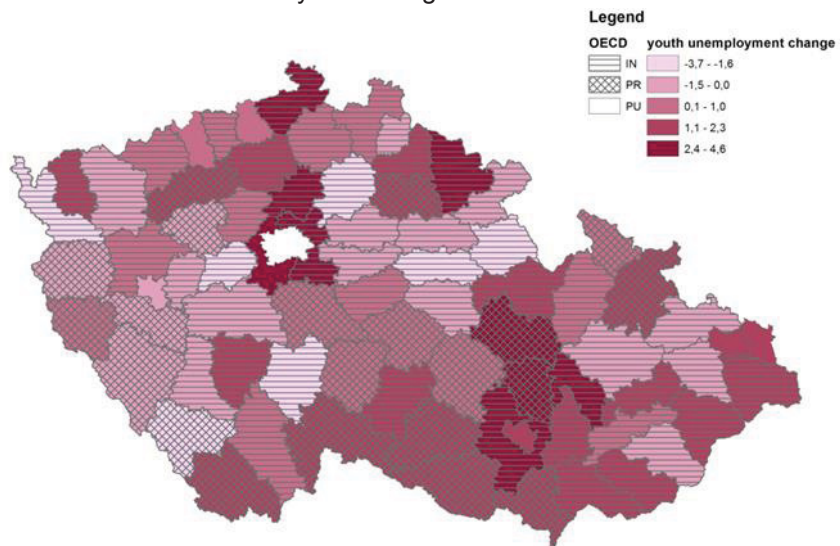 Legend
OECD youth unemployment change
IN -3,7 - -1,6
PR -1,5 - 0,0
PU 0,1 - 1,0
1,1 - 2,3
2,4 - 4,6